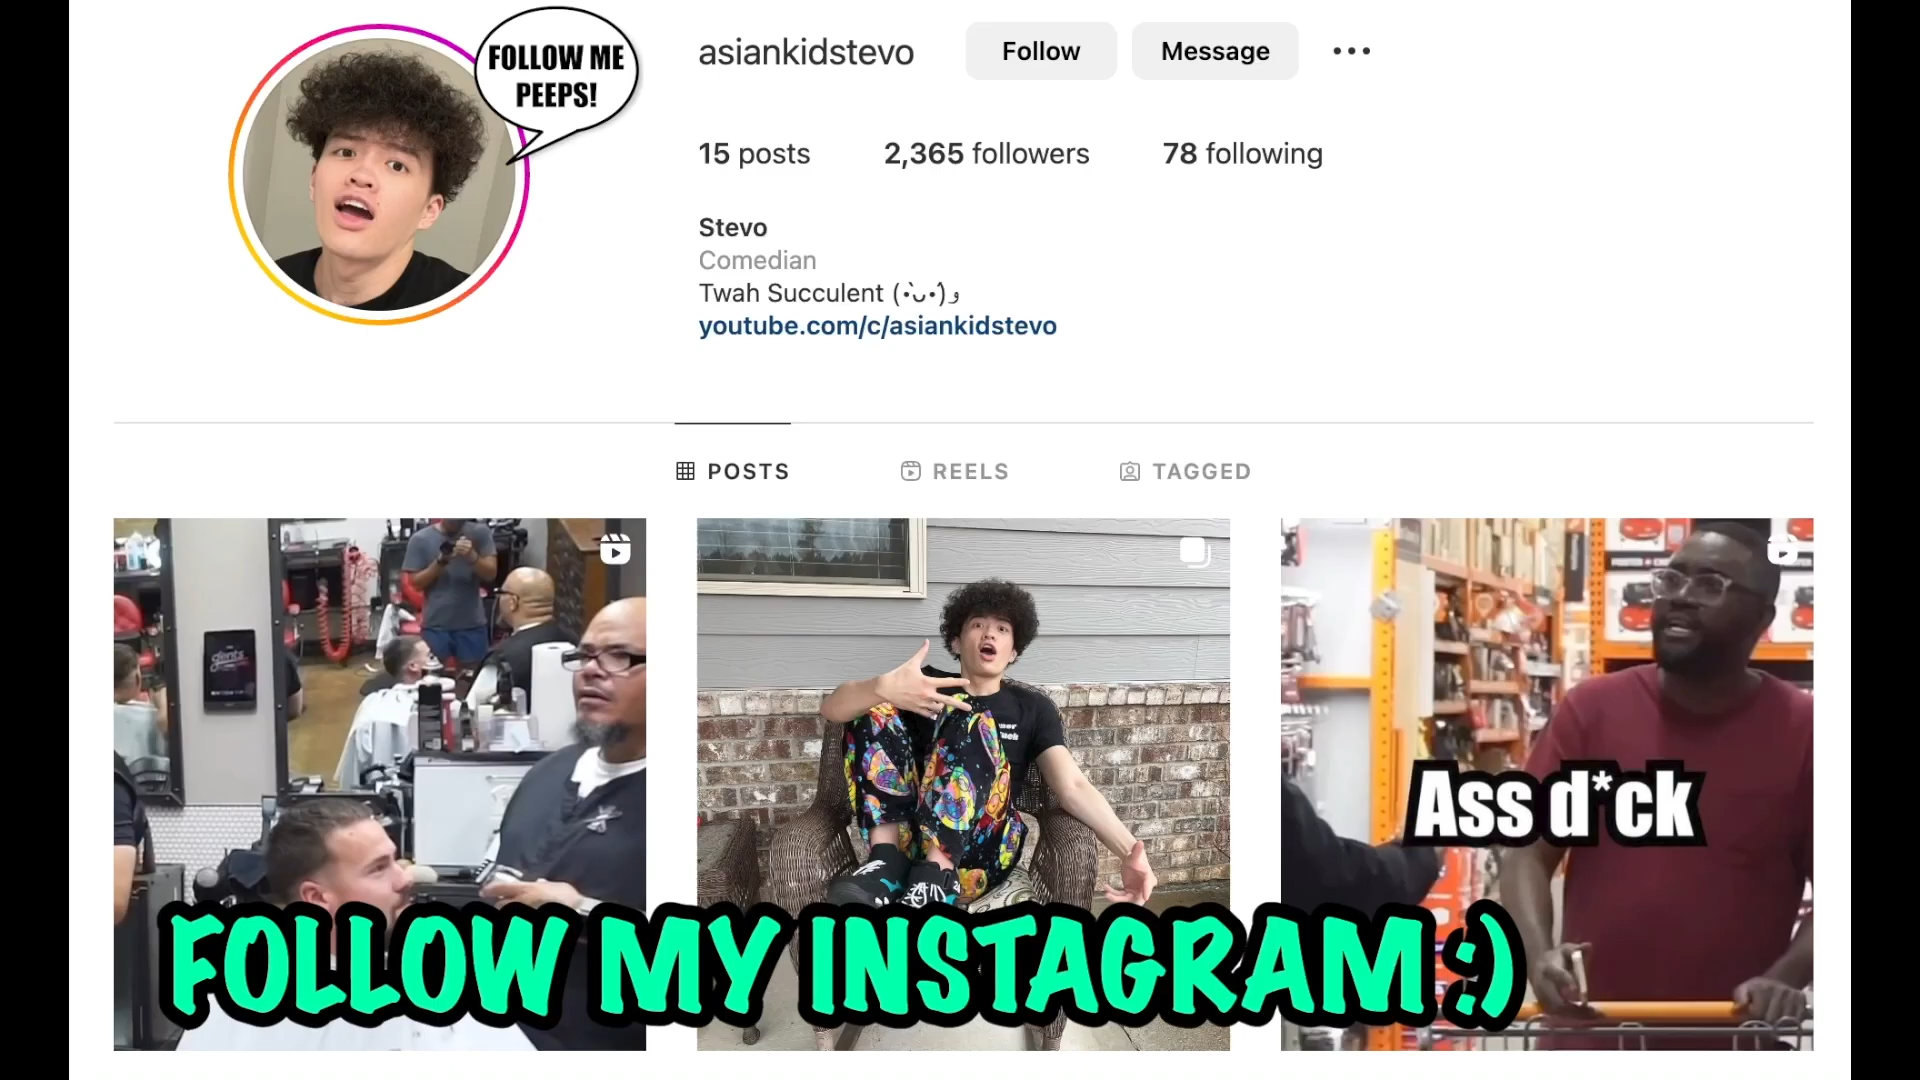 FOLLOW ME
PEEPS!
asiankidstevo
Follow
Message
15 posts
2,365 followers
78 following
Stevo
Comedian
Twah Succulent (•̀ᴗ•́)و
youtube.com/c/asiankidstevo
POSTS
REELS
TAGGED
gents
Ass d*ck
FOLLOW MY INSTAGRAM :)